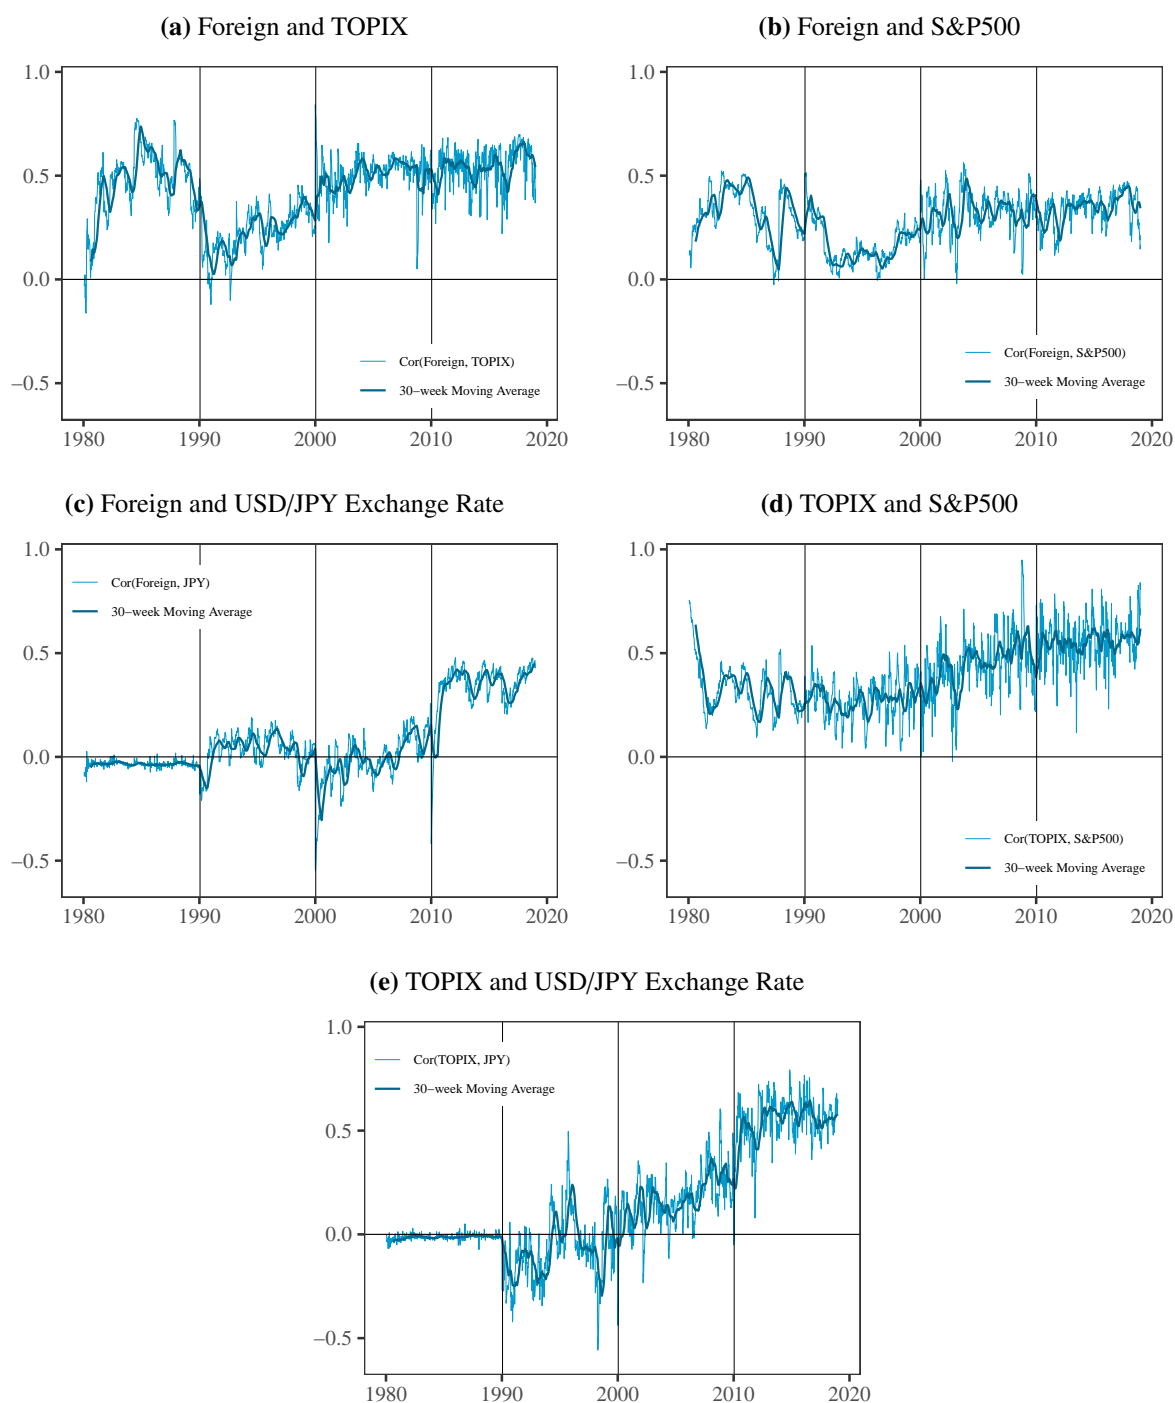 (a) Foreign and TOPIX
1.0
0.5
0.0
−0.5
Cor(Foreign, TOPIX)
30−week Moving Average
1980 1990 2000 2010 2020
(b) Foreign and S&P500
1.0
0.5
0.0
−0.5
Cor(Foreign, S&P500)
30−week Moving Average
1980 1990 2000 2010 2020
(c) Foreign and USD/JPY Exchange Rate
1.0
0.5
0.0
−0.5
Cor(Foreign, JPY)
30−week Moving Average
1980 1990 2000 2010 2020
(d) TOPIX and S&P500
1.0
0.5
0.0
−0.5
Cor(TOPIX, S&P500)
30−week Moving Average
1980 1990 2000 2010 2020
(e) TOPIX and USD/JPY Exchange Rate
1.0
0.5
0.0
−0.5
Cor(TOPIX, JPY)
30−week Moving Average
1980 1990 2000 2010 2020